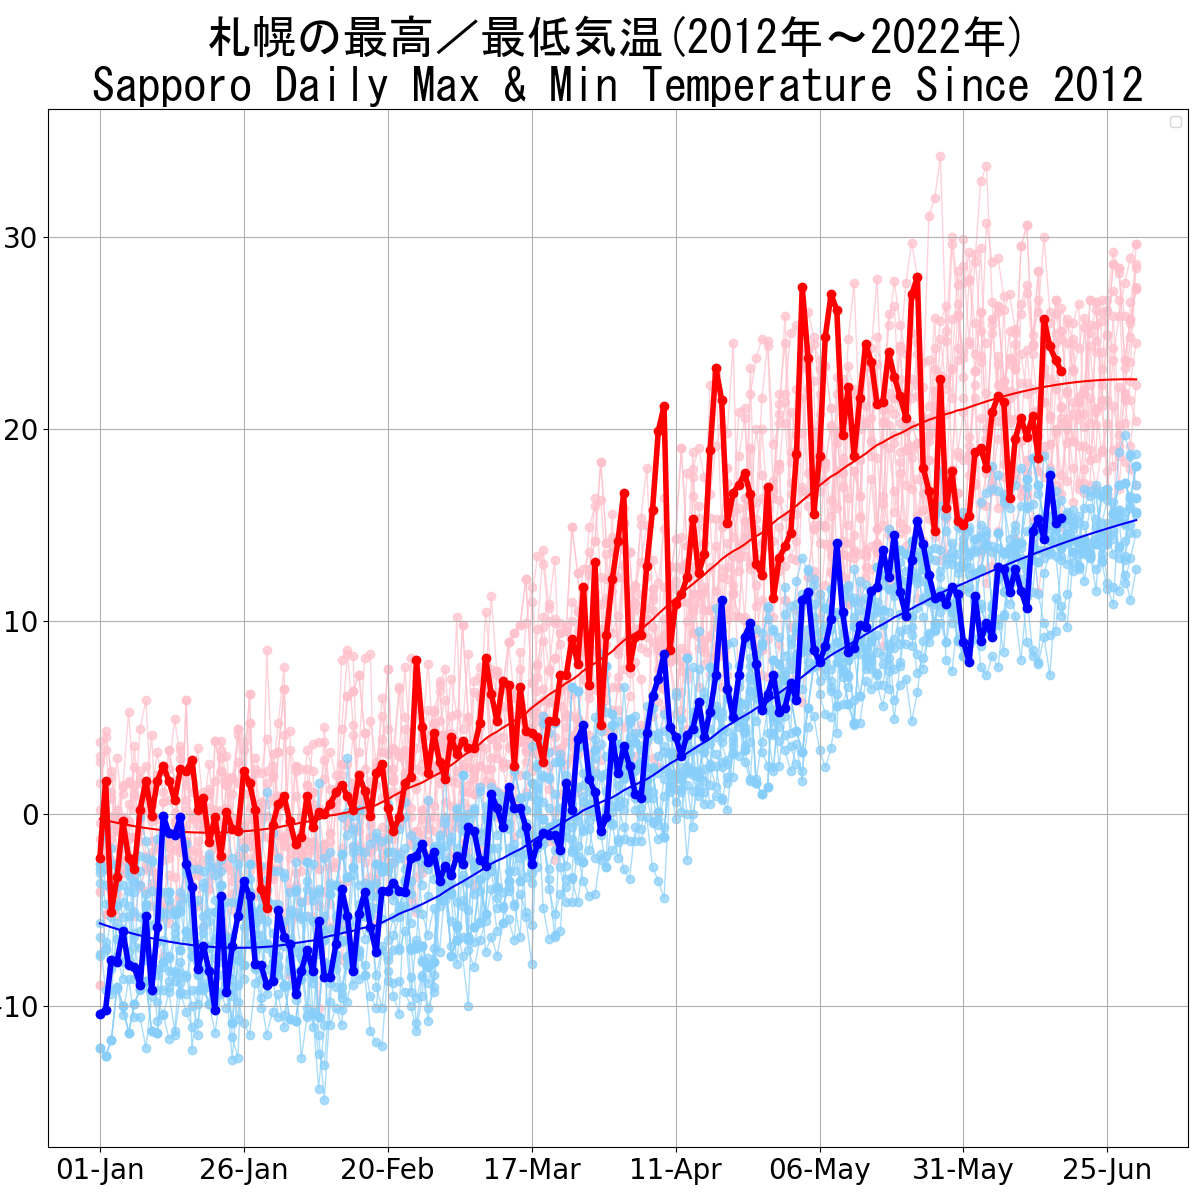 札幌の最高／最低気温(2012年～2022年)
Sapporo Daily Max & Min Temperature Since 2012
30
20
10
0
-10
01-Jan 26-Jan 20-Feb 17-Mar 11-Apr 06-May 31-May 25-Jun